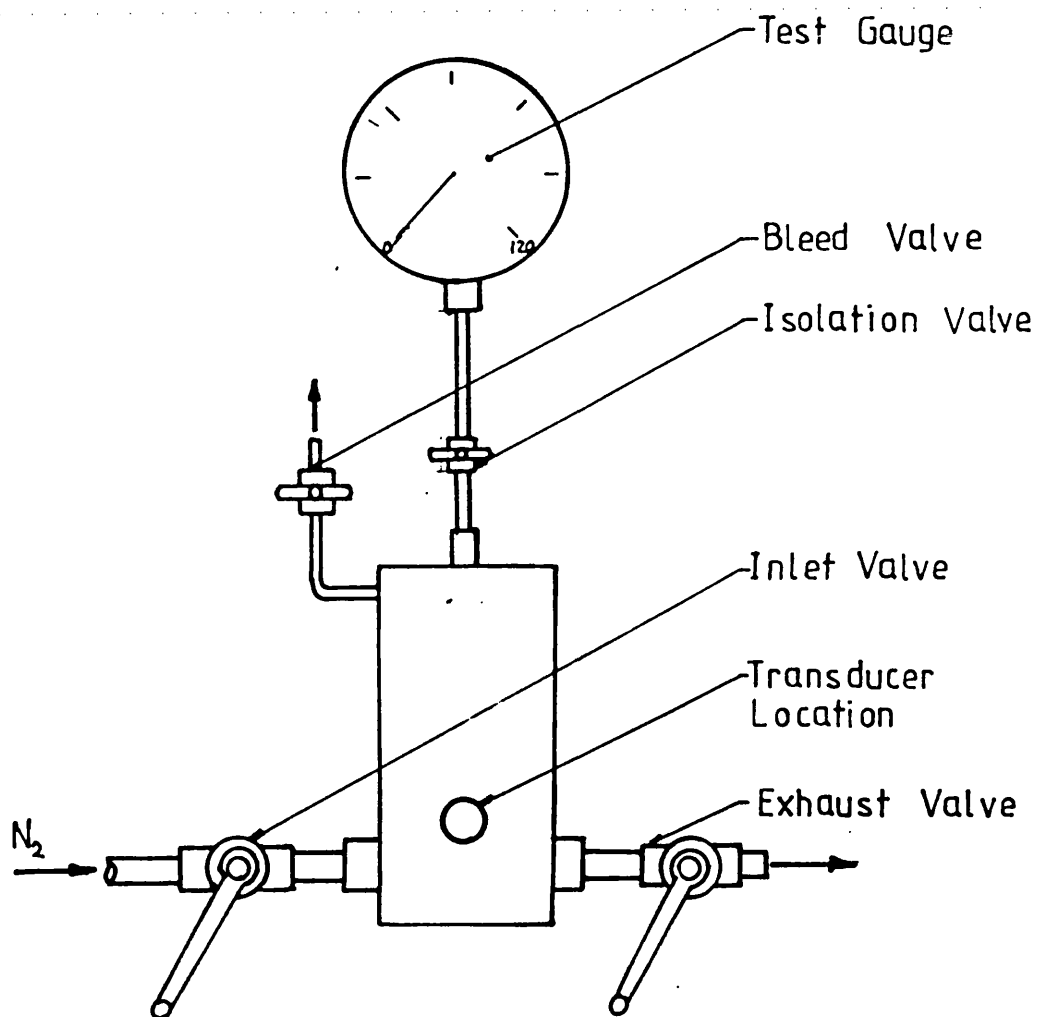 Test Gauge
0
120
Bleed Valve
Isolation Valve
Inlet Valve
Transducer
Location
Exhaust Valve
N₂